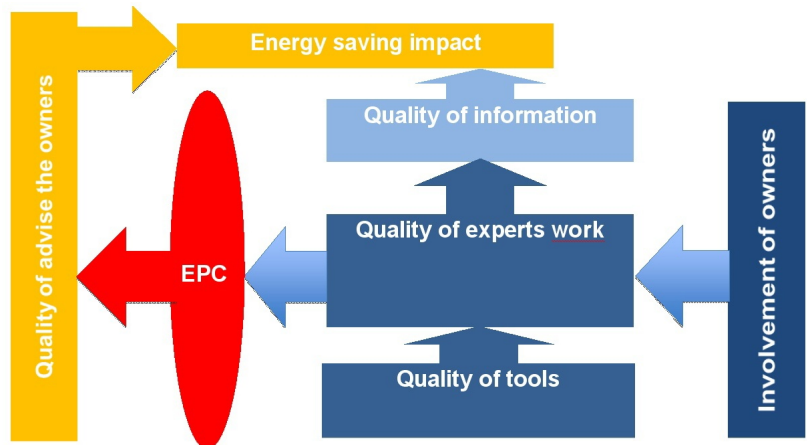 Energy saving impact
Quality of information
Quality of experts work
Quality of tools
EPC
Quality of advise the owners
Involvement of owners